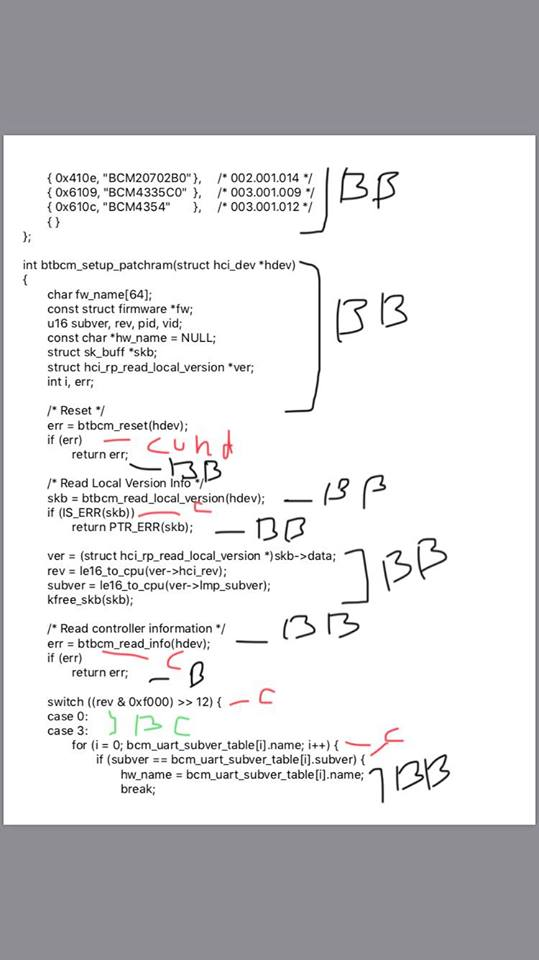 { 0x410e, "BCM20702B0" }, /* 002.001.014 */
{ 0x6109, "BCM4335C0" }, /* 003.001.009 */ BB
{ 0x610c, "BCM4354" }, /* 003.001.012 */
{ }
};
int btbcm_setup_patchram(struct hci_dev *hdev)
{
char fw_name[64];
const struct firmware *fw;
u16 subver, rev, pid, vid; BB
const char *hw_name = NULL;
struct sk_buff *skb;
struct hci_rp_read_local_version *ver;
int i, err;
/* Reset */
err = btbcm_reset(hdev);
if (err) — cund
return err; — BB
/* Read Local Version Info */
skb = btbcm_read_local_version(hdev); — BB
if (IS_ERR(skb)) — c
return PTR_ERR(skb); — BB
ver = (struct hci_rp_read_local_version *)skb->data;
rev = le16_to_cpu(ver->hci_rev); BB
subver = le16_to_cpu(ver->lmp_subver);
kfree_skb(skb);
/* Read controller information */
err = btbcm_read_info(hdev); — BB
if (err) — c
return err; — B
switch ((rev & 0xf000) >> 12) { — c
case 0:
case 3: } BC
for (i = 0; bcm_uart_subver_table[i].name; i++) { — c
if (subver == bcm_uart_subver_table[i].subver) {
hw_name = bcm_uart_subver_table[i].name; BB
break;